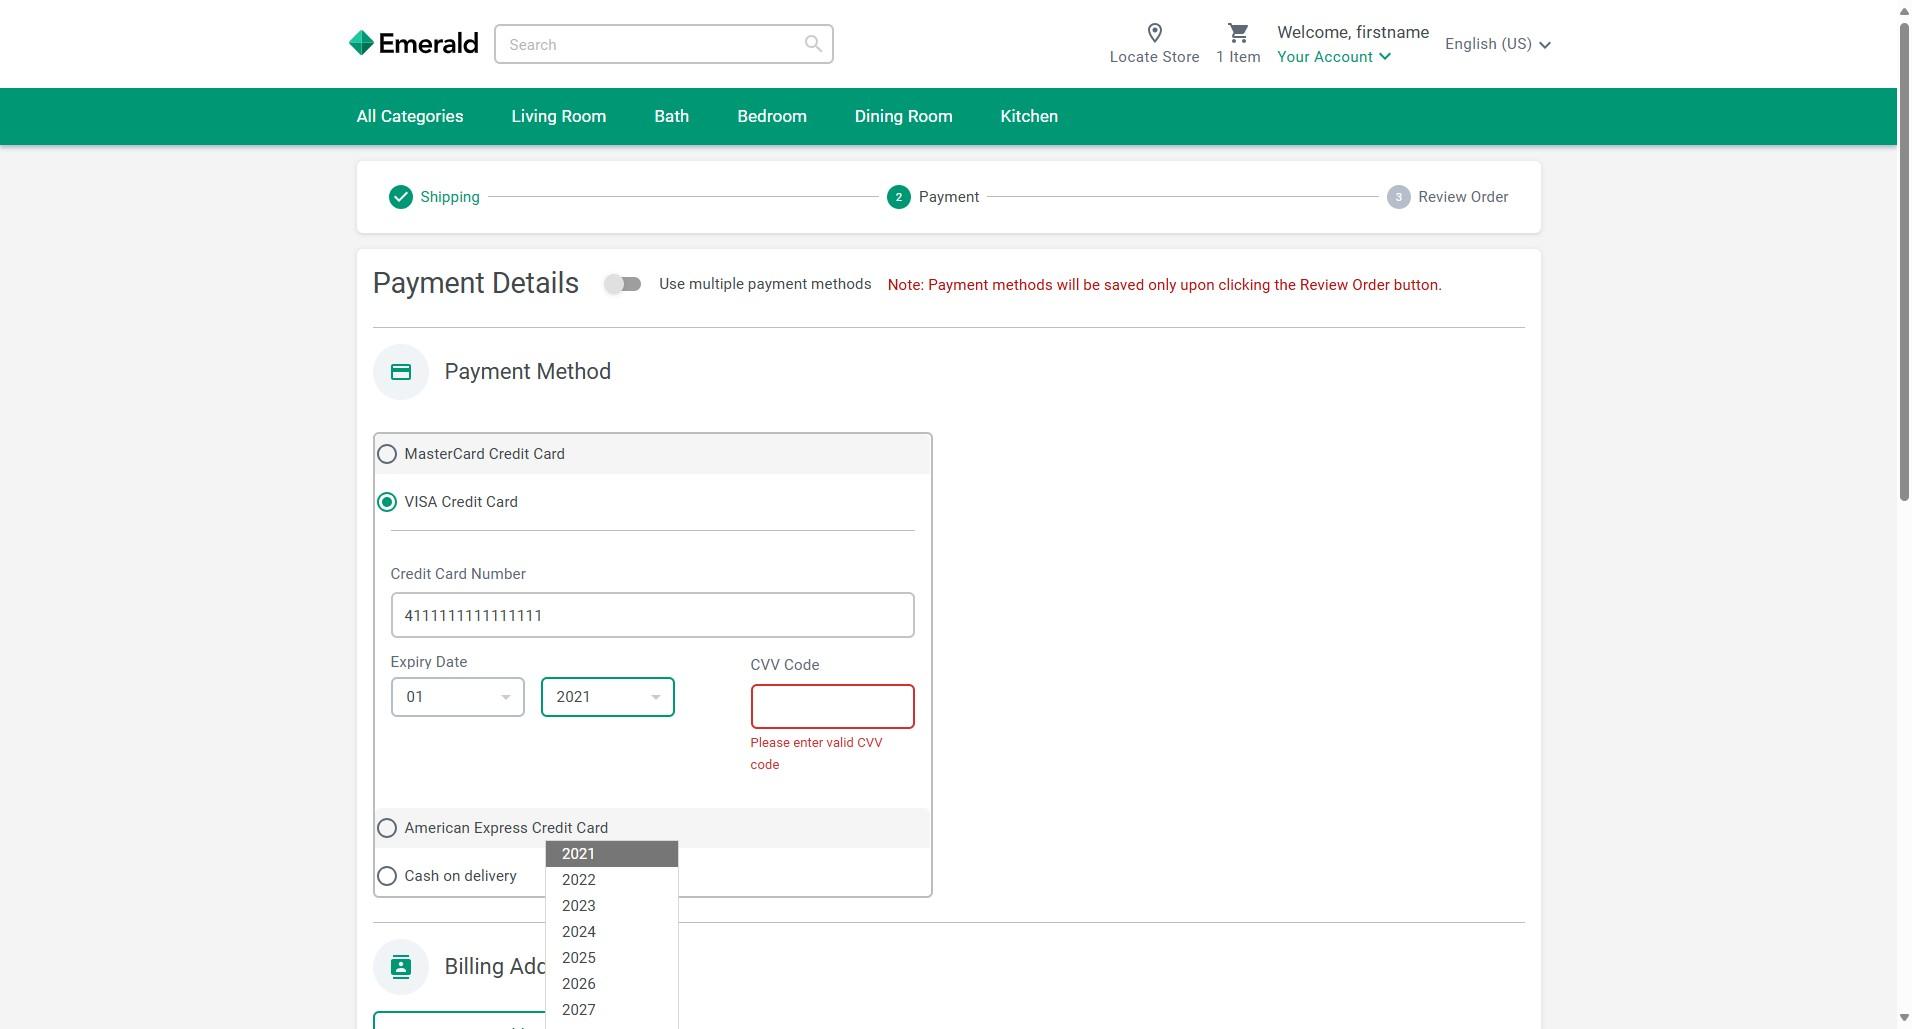 Emerald
Search
Locate Store
1 Item
Welcome, firstname
Your Account
English (US)
All Categories
Living Room
Bath
Bedroom
Dining Room
Kitchen
Shipping
2
Payment
3
Review Order
Payment Details
Use multiple payment methods
Note: Payment methods will be saved only upon clicking the Review Order button.
Payment Method
MasterCard Credit Card
VISA Credit Card
Credit Card Number
4111111111111111
Expiry Date
CVV Code
01
2021
Please enter valid CVV
code
American Express Credit Card
2021
Cash on delivery
2022
2023
2024
2025
Billing Add
2026
2027